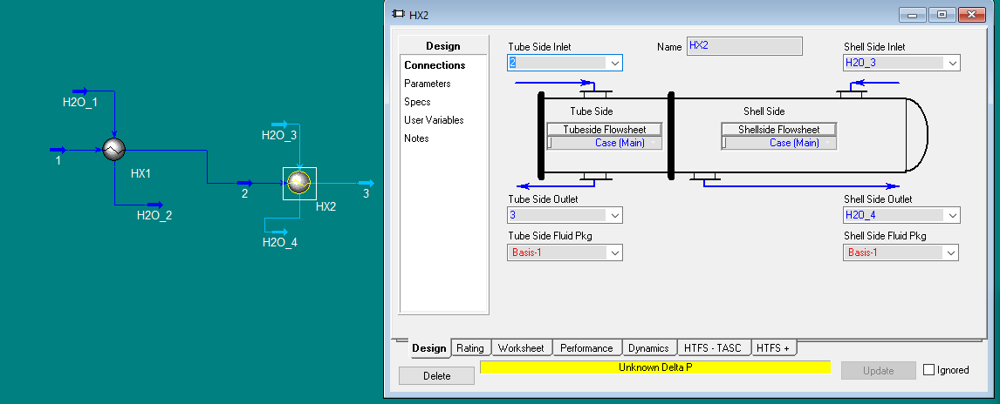 H2O_1
1
HX1
H2O_2
H2O_3
2
3
HX2
H2O_4
HX2
Design
Connections
Parameters
Specs
User Variables
Notes
Tube Side Inlet
2
Name HX2
Shell Side Inlet
H2O_3
Tube Side
Tubeside Flowsheet
Case (Main)
Shell Side
Shellside Flowsheet
Case (Main)
Tube Side Outlet
3
Shell Side Outlet
H2O_4
Tube Side Fluid Pkg
Basis-1
Shell Side Fluid Pkg
Basis-1
Design Rating Worksheet Performance Dynamics HTFS - TASC HTFS +
Delete Unknown Delta P Update Ignored